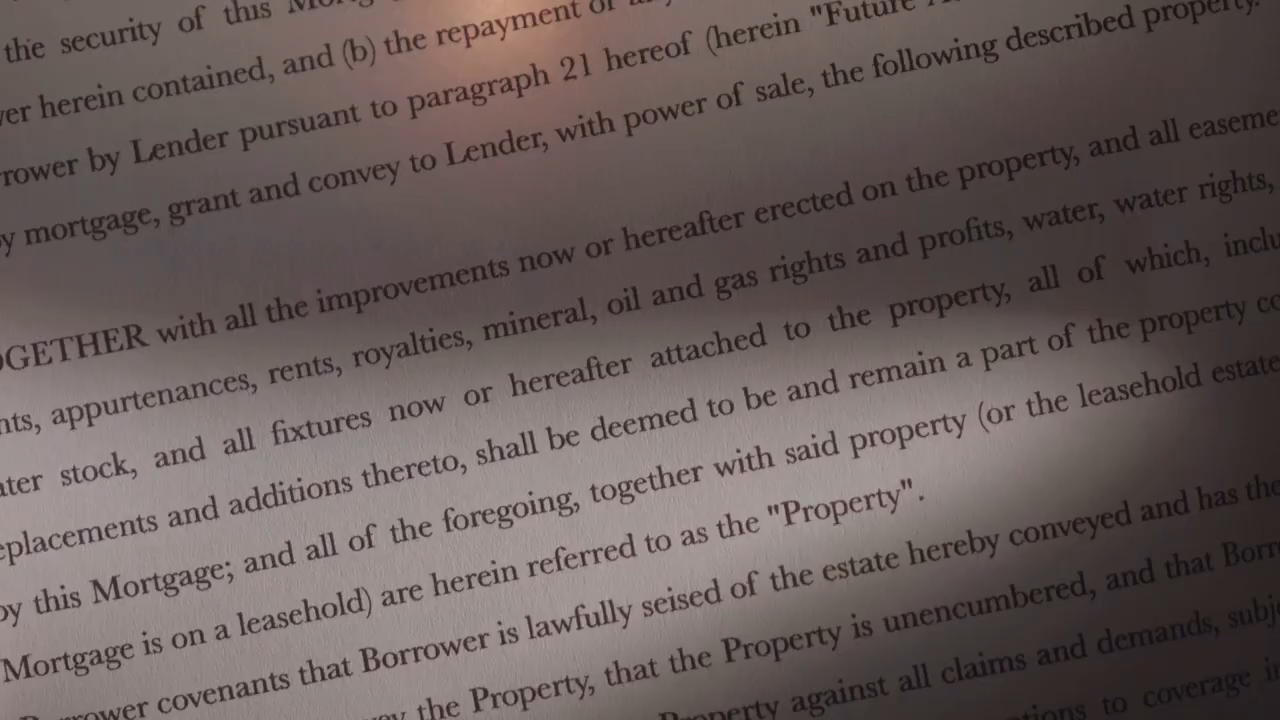 the security of this
herein contained, and (b) the repayment of
by Lender pursuant to paragraph 21 hereof (herein "Future
mortgage, grant and convey to Lender, with power of sale, the following described property:
OGETHER with all the improvements now or hereafter erected on the property, and all easeme
nts, appurtenances, rents, royalties, mineral, oil and gas rights and profits, water, water rights,
ater stock, and all fixtures now or hereafter attached to the property, all of which, inclu
eplacements and additions thereto, shall be deemed to be and remain a part of the property co
by this Mortgage; and all of the foregoing, together with said property (or the leasehold estate
Mortgage is on a leasehold) are herein referred to as the "Property".
rrower covenants that Borrower is lawfully seised of the estate hereby conveyed and has the
the Property, that the Property is unencumbered, and that Borr
Property against all claims and demands, subj
to coverage